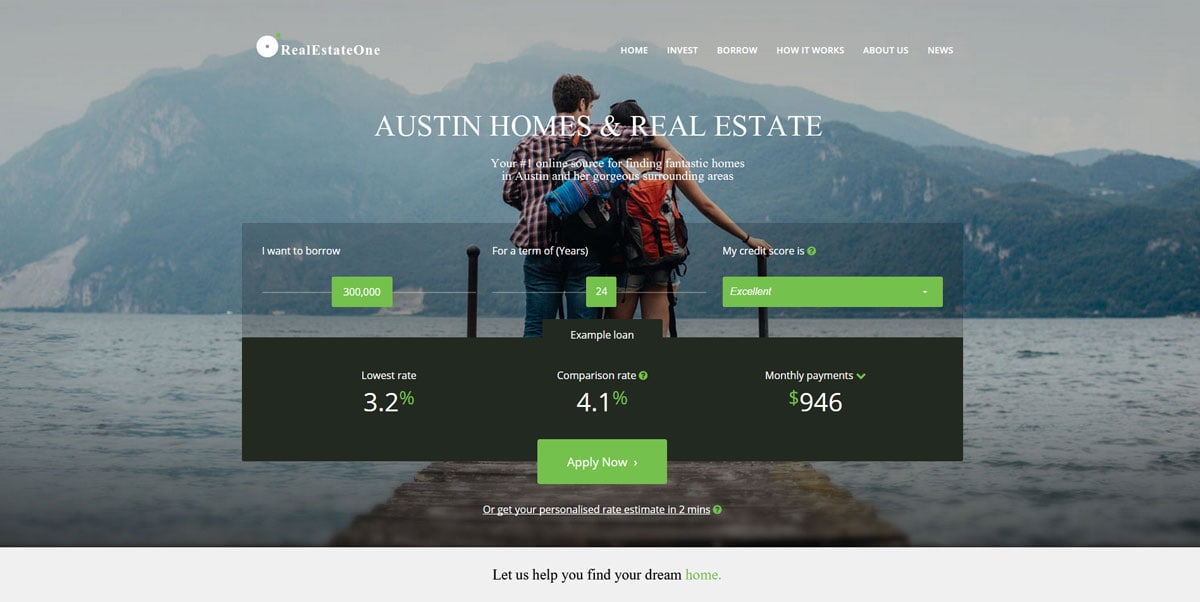 RealEstateOne
HOME INVEST BORROW HOW IT WORKS ABOUT US NEWS
AUSTIN HOMES & REAL ESTATE
Your #1 online source for finding fantastic homes
in Austin and her gorgeous surrounding areas
I want to borrow
300,000
For a term of (Years)
24
My credit score is ?
Excellent
Example loan
Lowest rate
3.2%
Comparison rate ?
4.1%
Monthly payments
$946
Apply Now ›
Or get your personalised rate estimate in 2 mins ?
Let us help you find your dream home.